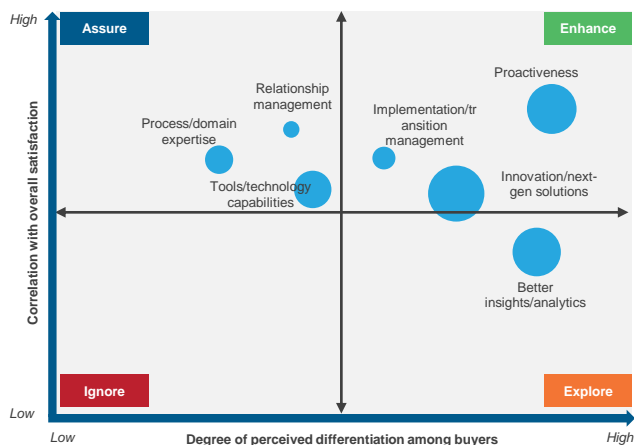 High
Assure
Enhance
Proactiveness
Relationship
management
Implementation/tr
ansition
management
Process/domain
expertise
Tools/technology
capabilities
Innovation/next-
gen solutions
Correlation with overall satisfaction
Better
insights/analytics
Ignore
Explore
Low
Low
Degree of perceived differentiation among buyers
High